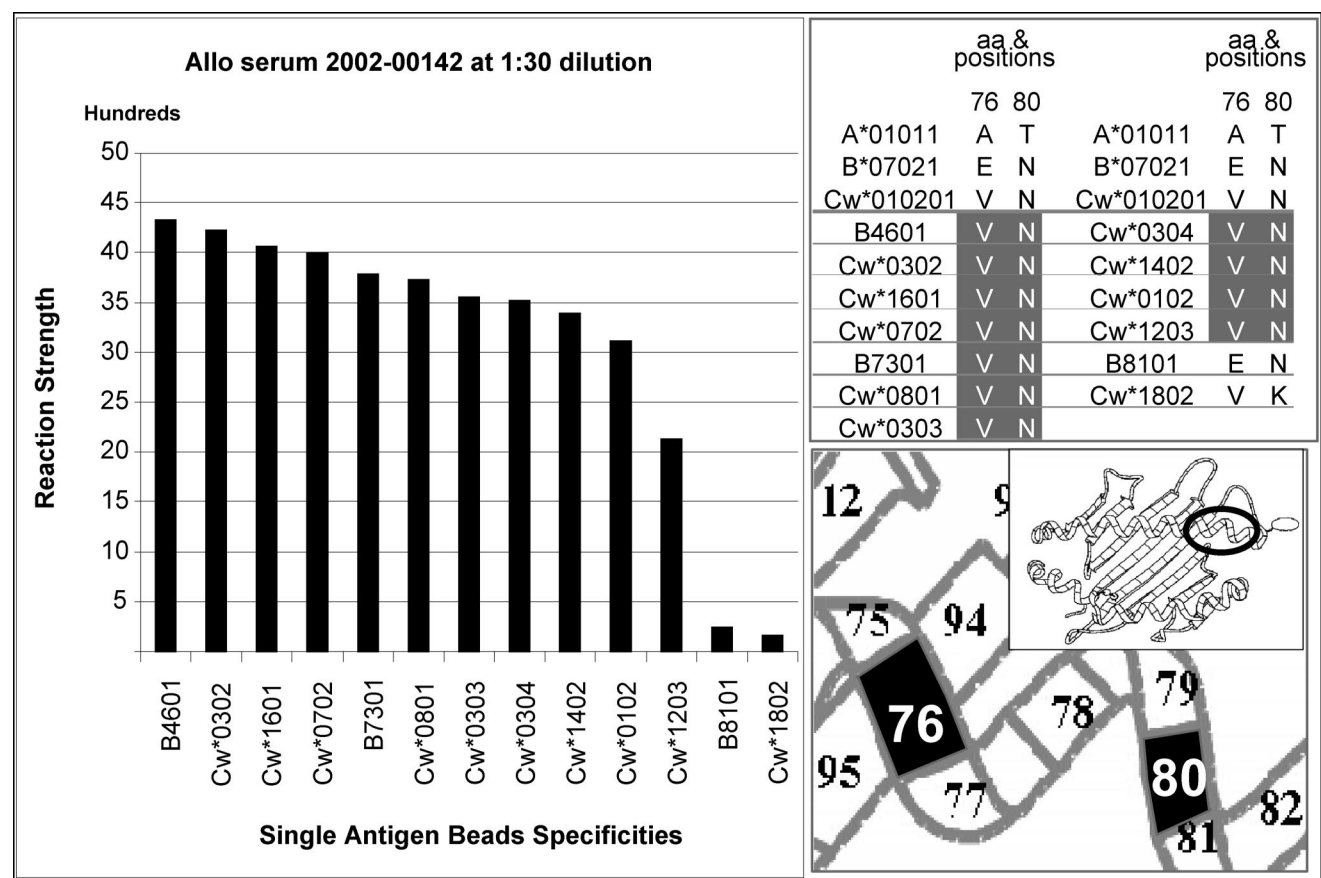 Allo serum 2002-00142 at 1:30 dilution
Hundreds
50
45
40
35
30
25
20
15
10
5
Reaction Strength
B4601
Cw*0302
Cw*1601
Cw*0702
B7301
Cw*0801
Cw*0303
Cw*0304
Cw*1402
Cw*0102
Cw*1203
B8101
Cw*1802
Single Antigen Beads Specificities
aa & positions aa & positions
76 80 76 80
A*01011 A T A*01011 A T
B*07021 E N B*07021 E N
Cw*010201 V N Cw*010201 V N
B4601 V N Cw*0304 V N
Cw*0302 V N Cw*1402 V N
Cw*1601 V N Cw*0102 V N
Cw*0702 V N Cw*1203 V N
B7301 V N B8101 E N
Cw*0801 V N Cw*1802 V K
Cw*0303 V N
12
75
94
76
95
77
78
79
80
81
82